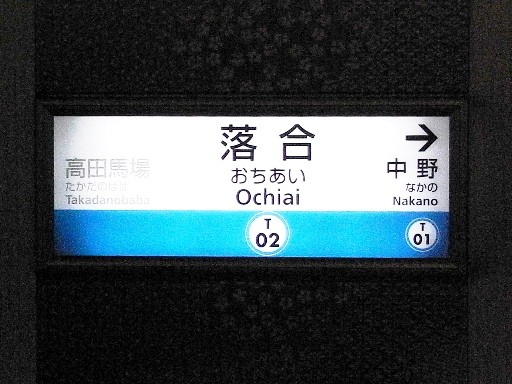 落合
おちあい
Ochiai
T
02
高田馬場
たかだのばば
Takadanobaba
→
中野
なかの
Nakano
T
01